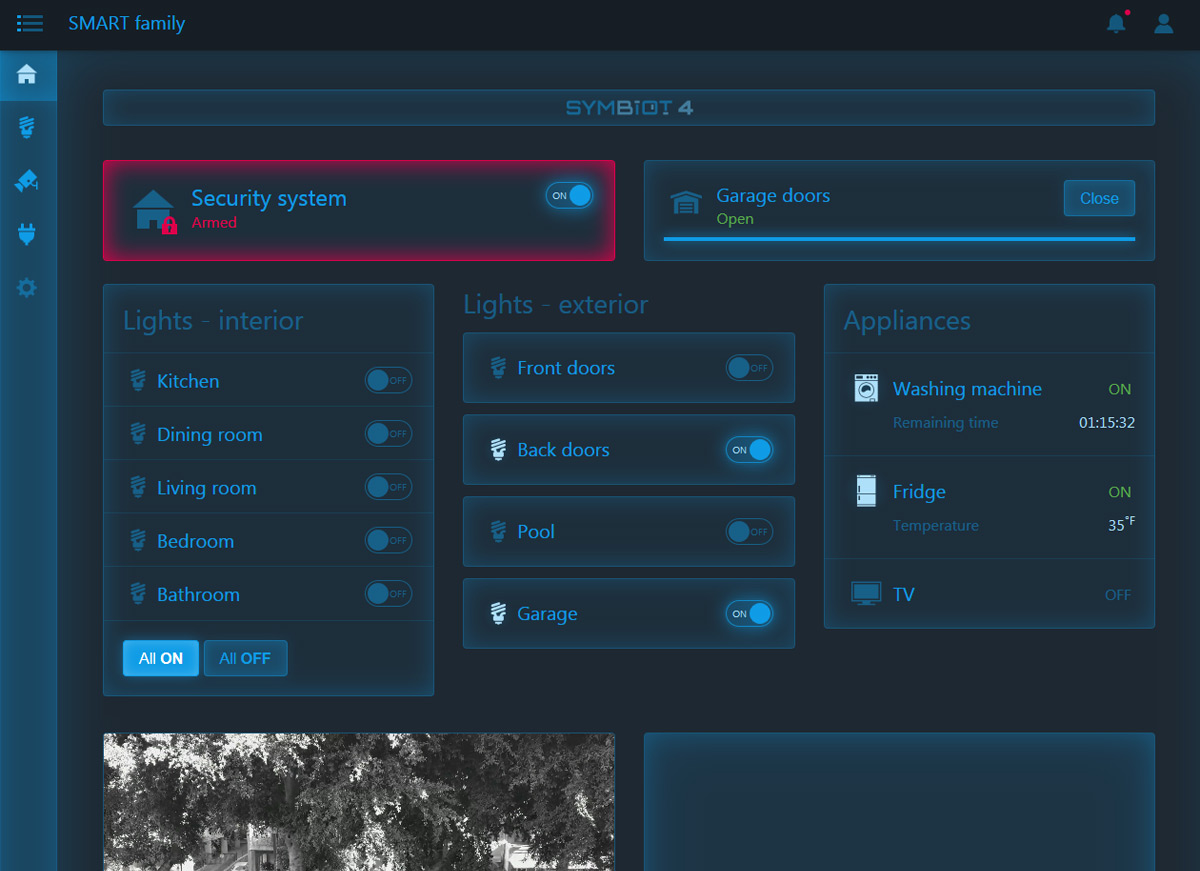 SMART family
SYMBiOT 4
Security system
ON
Armed
Garage doors
Close
Open
Lights - interior
Kitchen
OFF
Dining room
OFF
Living room
OFF
Bedroom
OFF
Bathroom
OFF
All ON
All OFF
Lights - exterior
Front doors
OFF
Back doors
ON
Pool
OFF
Garage
ON
Appliances
Washing machine
ON
Remaining time
01:15:32
Fridge
ON
Temperature
35°F
TV
OFF